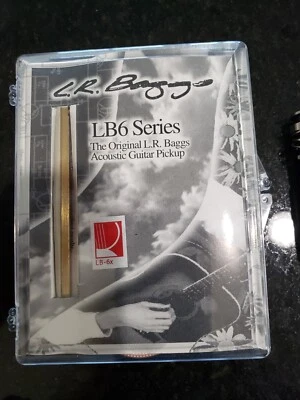 L.R. Baggs
LB6 Series
The Original L.R. Baggs
Acoustic Guitar Pickup
LB-6x